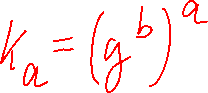 K_a = (g^b)^a